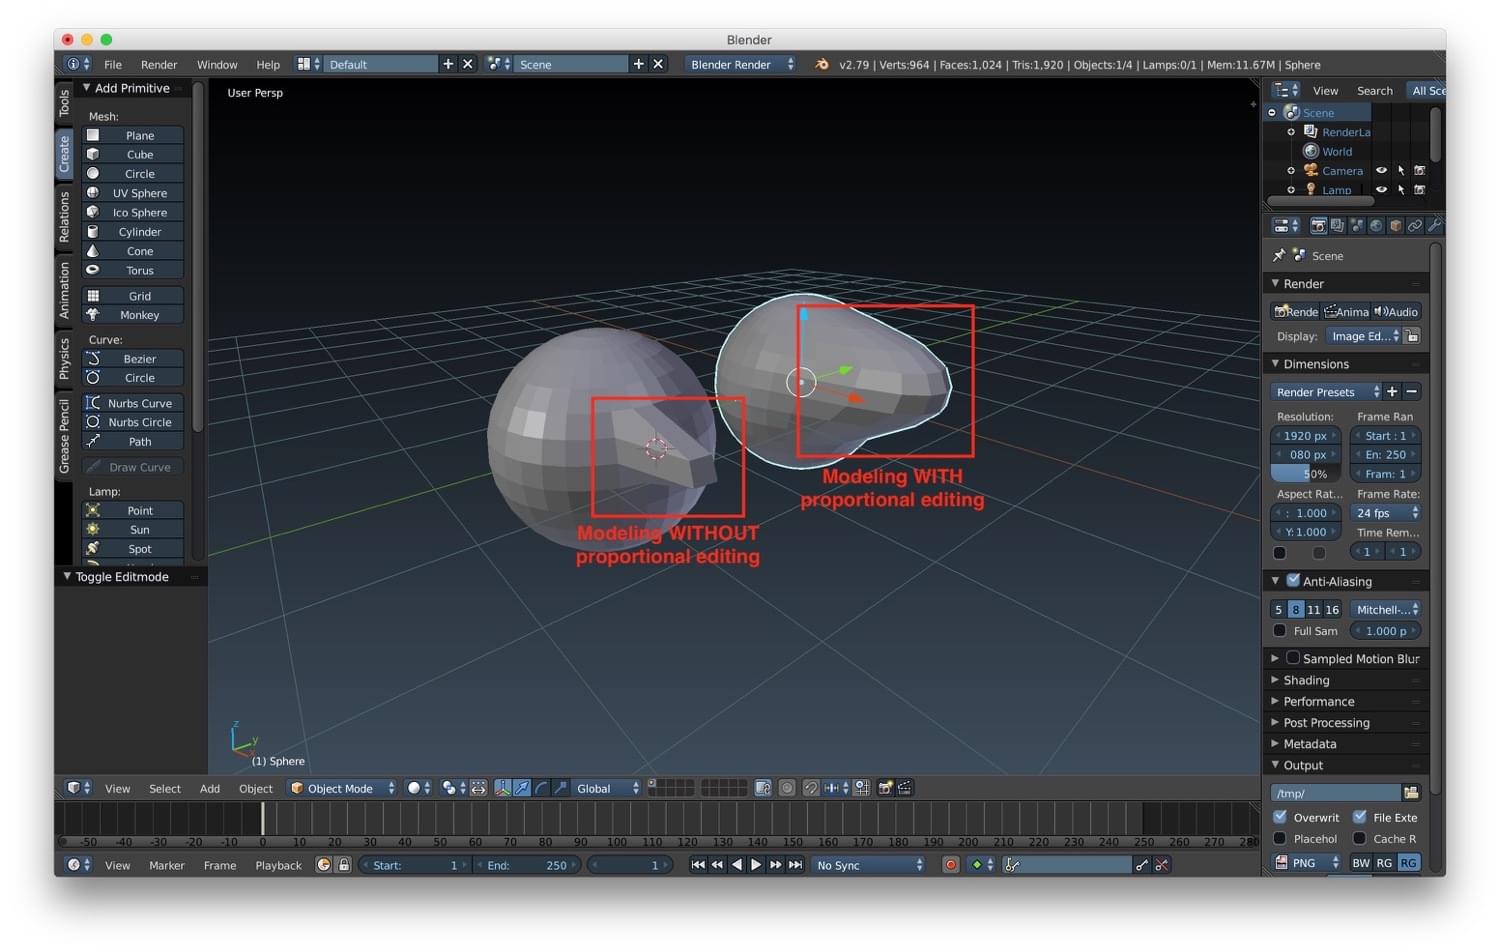 Blender
File Render Window Help Default Scene Blender Render v2.79 | Verts:964 | Faces:1,024 | Tris:1,920 | Objects:1/4 | Lamps:0/1 | Mem:11.67M | Sphere
Tools
Create
Relations
Animation
Physics
Grease Pencil
Add Primitive
Mesh:
Plane
Cube
Circle
UV Sphere
Ico Sphere
Cylinder
Cone
Torus
Grid
Monkey
Curve:
Bezier
Circle
Nurbs Curve
Nurbs Circle
Path
Draw Curve
Lamp:
Point
Sun
Spot
Toggle Editmode
User Persp
Modeling WITHOUT
proportional editing
Modeling WITH
proportional editing
z
y
x
(1) Sphere
View Search All Sce
Scene
RenderLa
World
Camera
Lamp
Scene
Render
Rende Anima Audio
Display: Image Ed...
Dimensions
Render Presets
Resolution: Frame Ran
1920 px Start : 1
080 px En: 250
50% Fram: 1
Aspect Rat... Frame Rate:
: 1.000 24 fps
Y: 1.000 Time Rem...
1 1
Anti-Aliasing
5 8 11 16 Mitchell-...
Full Sam 1.000 p
Sampled Motion Blur
Shading
Performance
Post Processing
Metadata
Output
/tmp/
Overwrit File Exte
Placehol Cache R
PNG BW RG RG
View Select Add Object Object Mode Global
-50 -40 -30 -20 -10 0 10 20 30 40 50 60 70 80 90 100 110 120 130 140 150 160 170 180 190 200 210 220 230 240 250 260 270 280
View Marker Frame Playback Start: 1 End: 250 1 No Sync